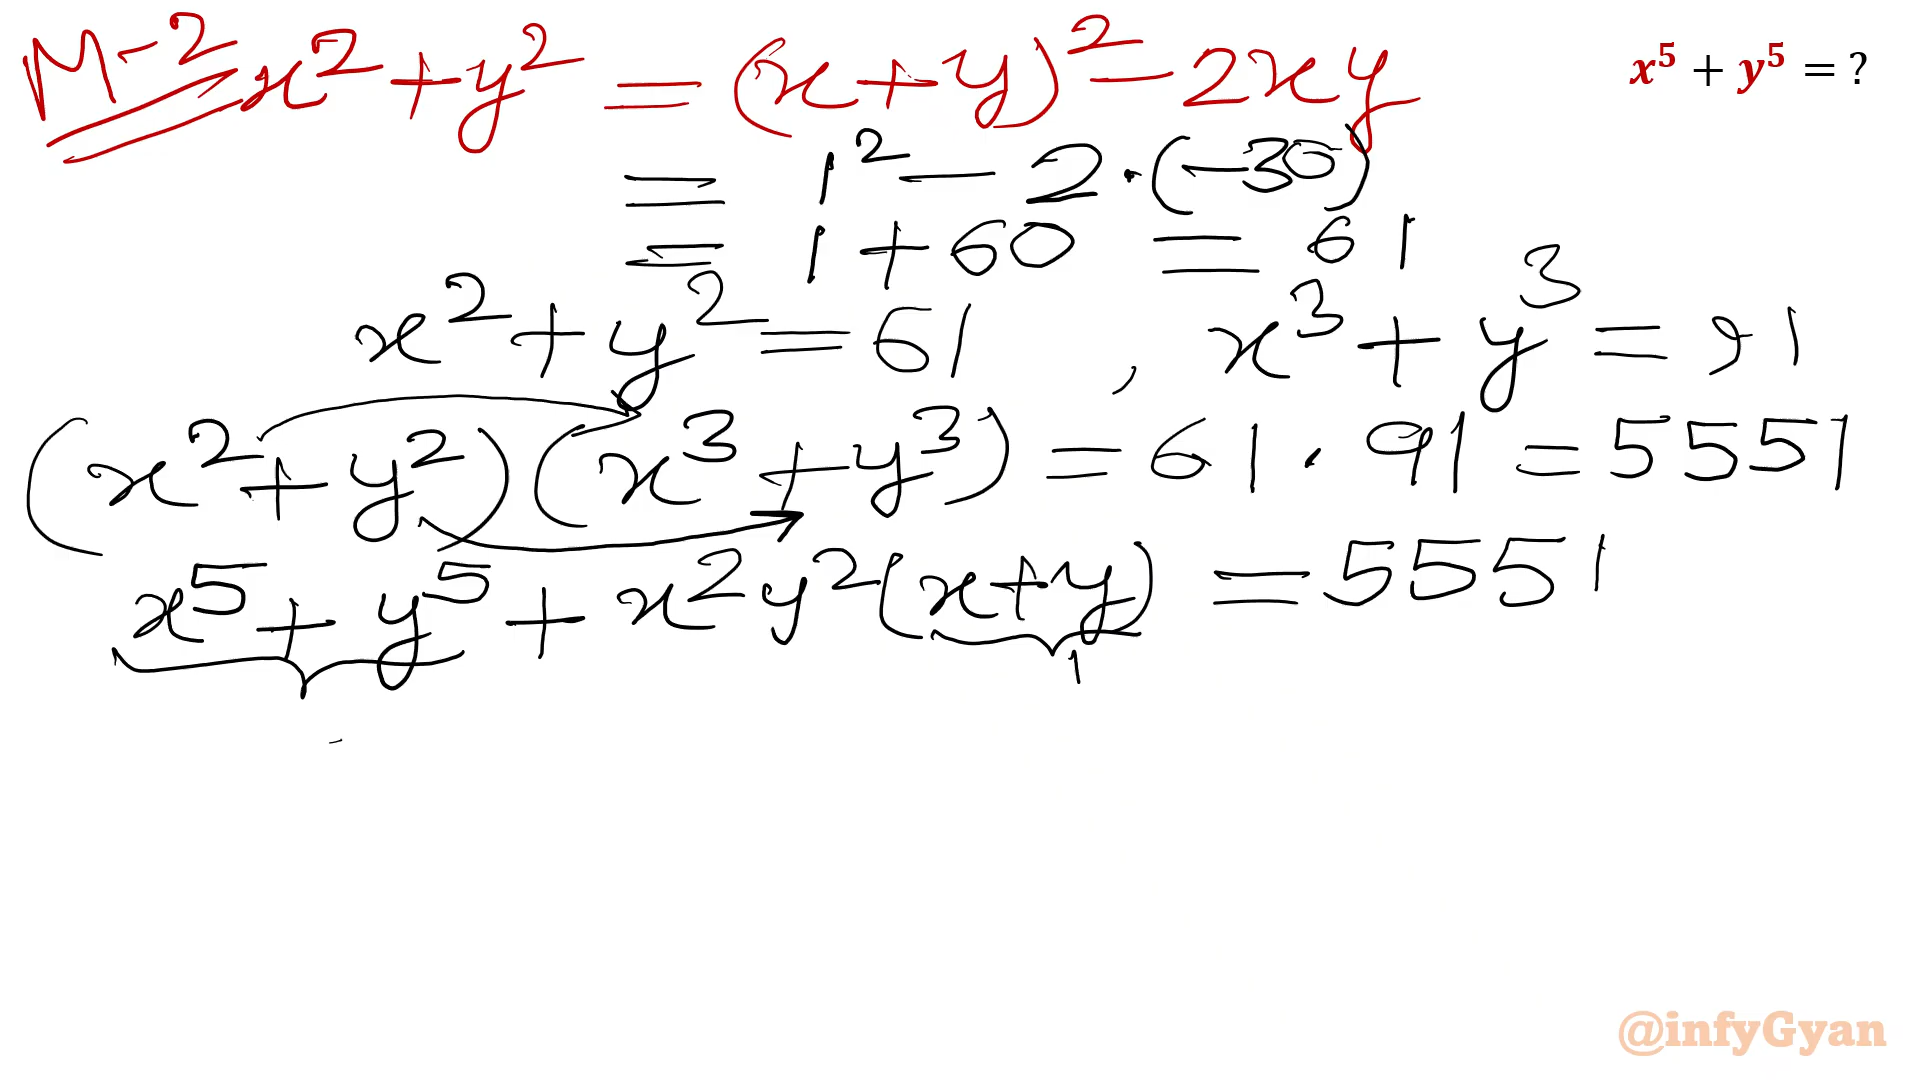 M-2 x² + y² = (x+y)² - 2xy
x⁵ + y⁵ = ?
= 1² - 2·(-30)
= 1 + 60 = 61
x² + y² = 61 , x³ + y³ = 91
(x² + y²)(x³ + y³) = 61 · 91 = 5551
x⁵ + y⁵ + x²y²(x+y) = 5551
1
@infyGyan